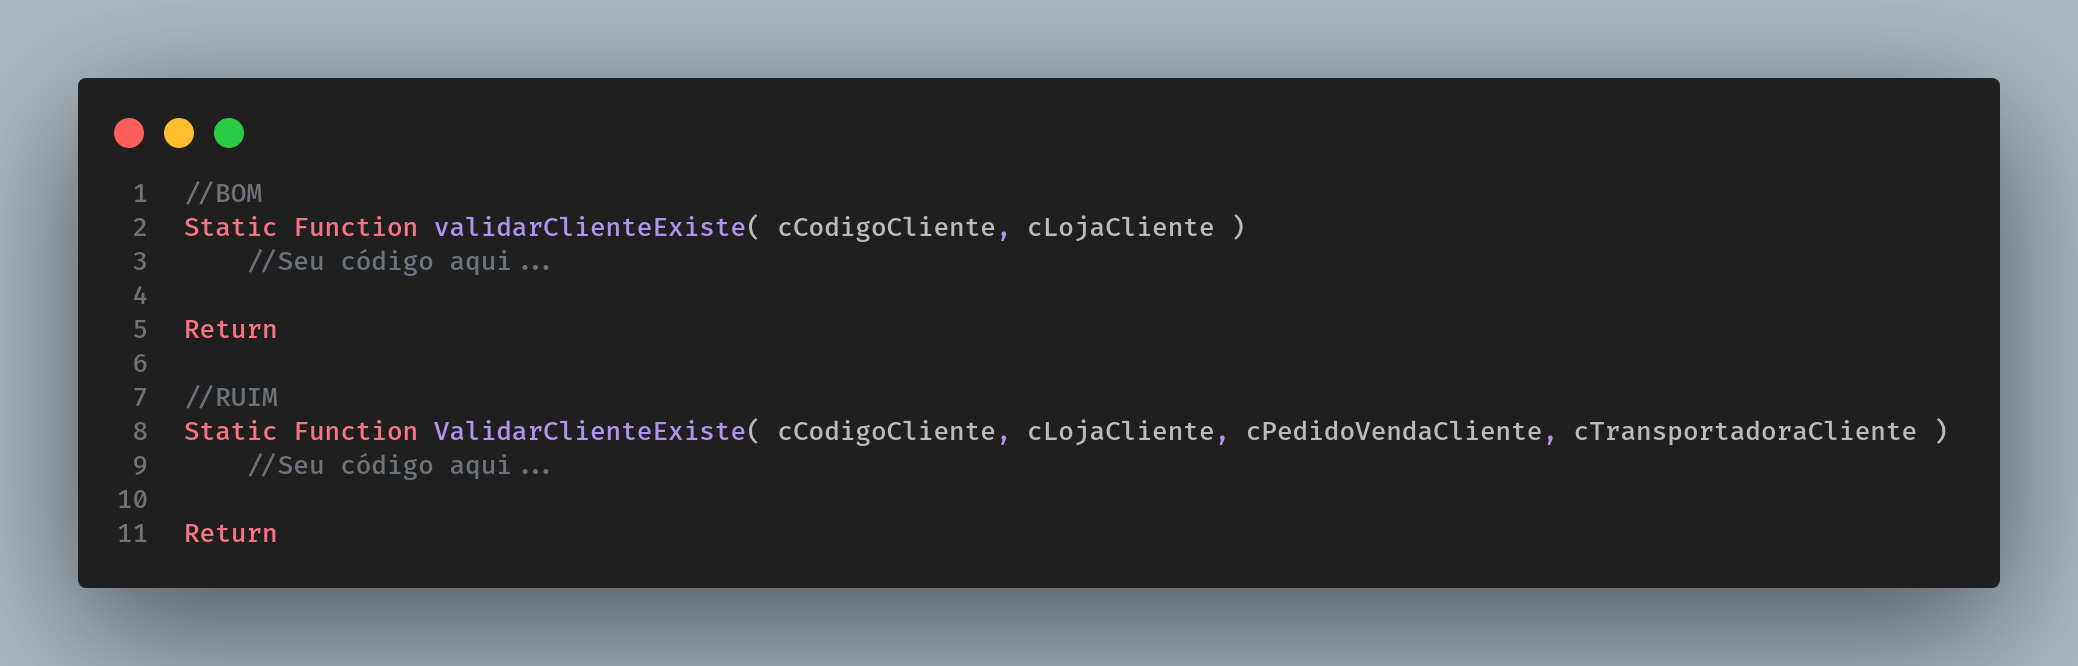 1 //BOM
2 Static Function validarClienteExiste( cCodigoCliente, cLojaCliente )
3     //Seu código aqui...
4
5 Return
6
7 //RUIM
8 Static Function ValidarClienteExiste( cCodigoCliente, cLojaCliente, cPedidoVendaCliente, cTransportadoraCliente )
9     //Seu código aqui...
10
11 Return